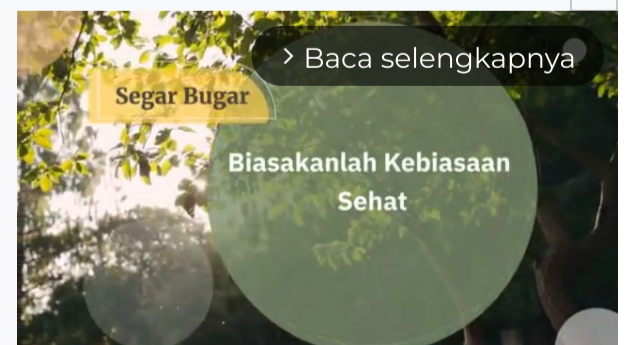 > Baca selengkapnya
Segar Bugar
Biasakanlah Kebiasaan
Sehat